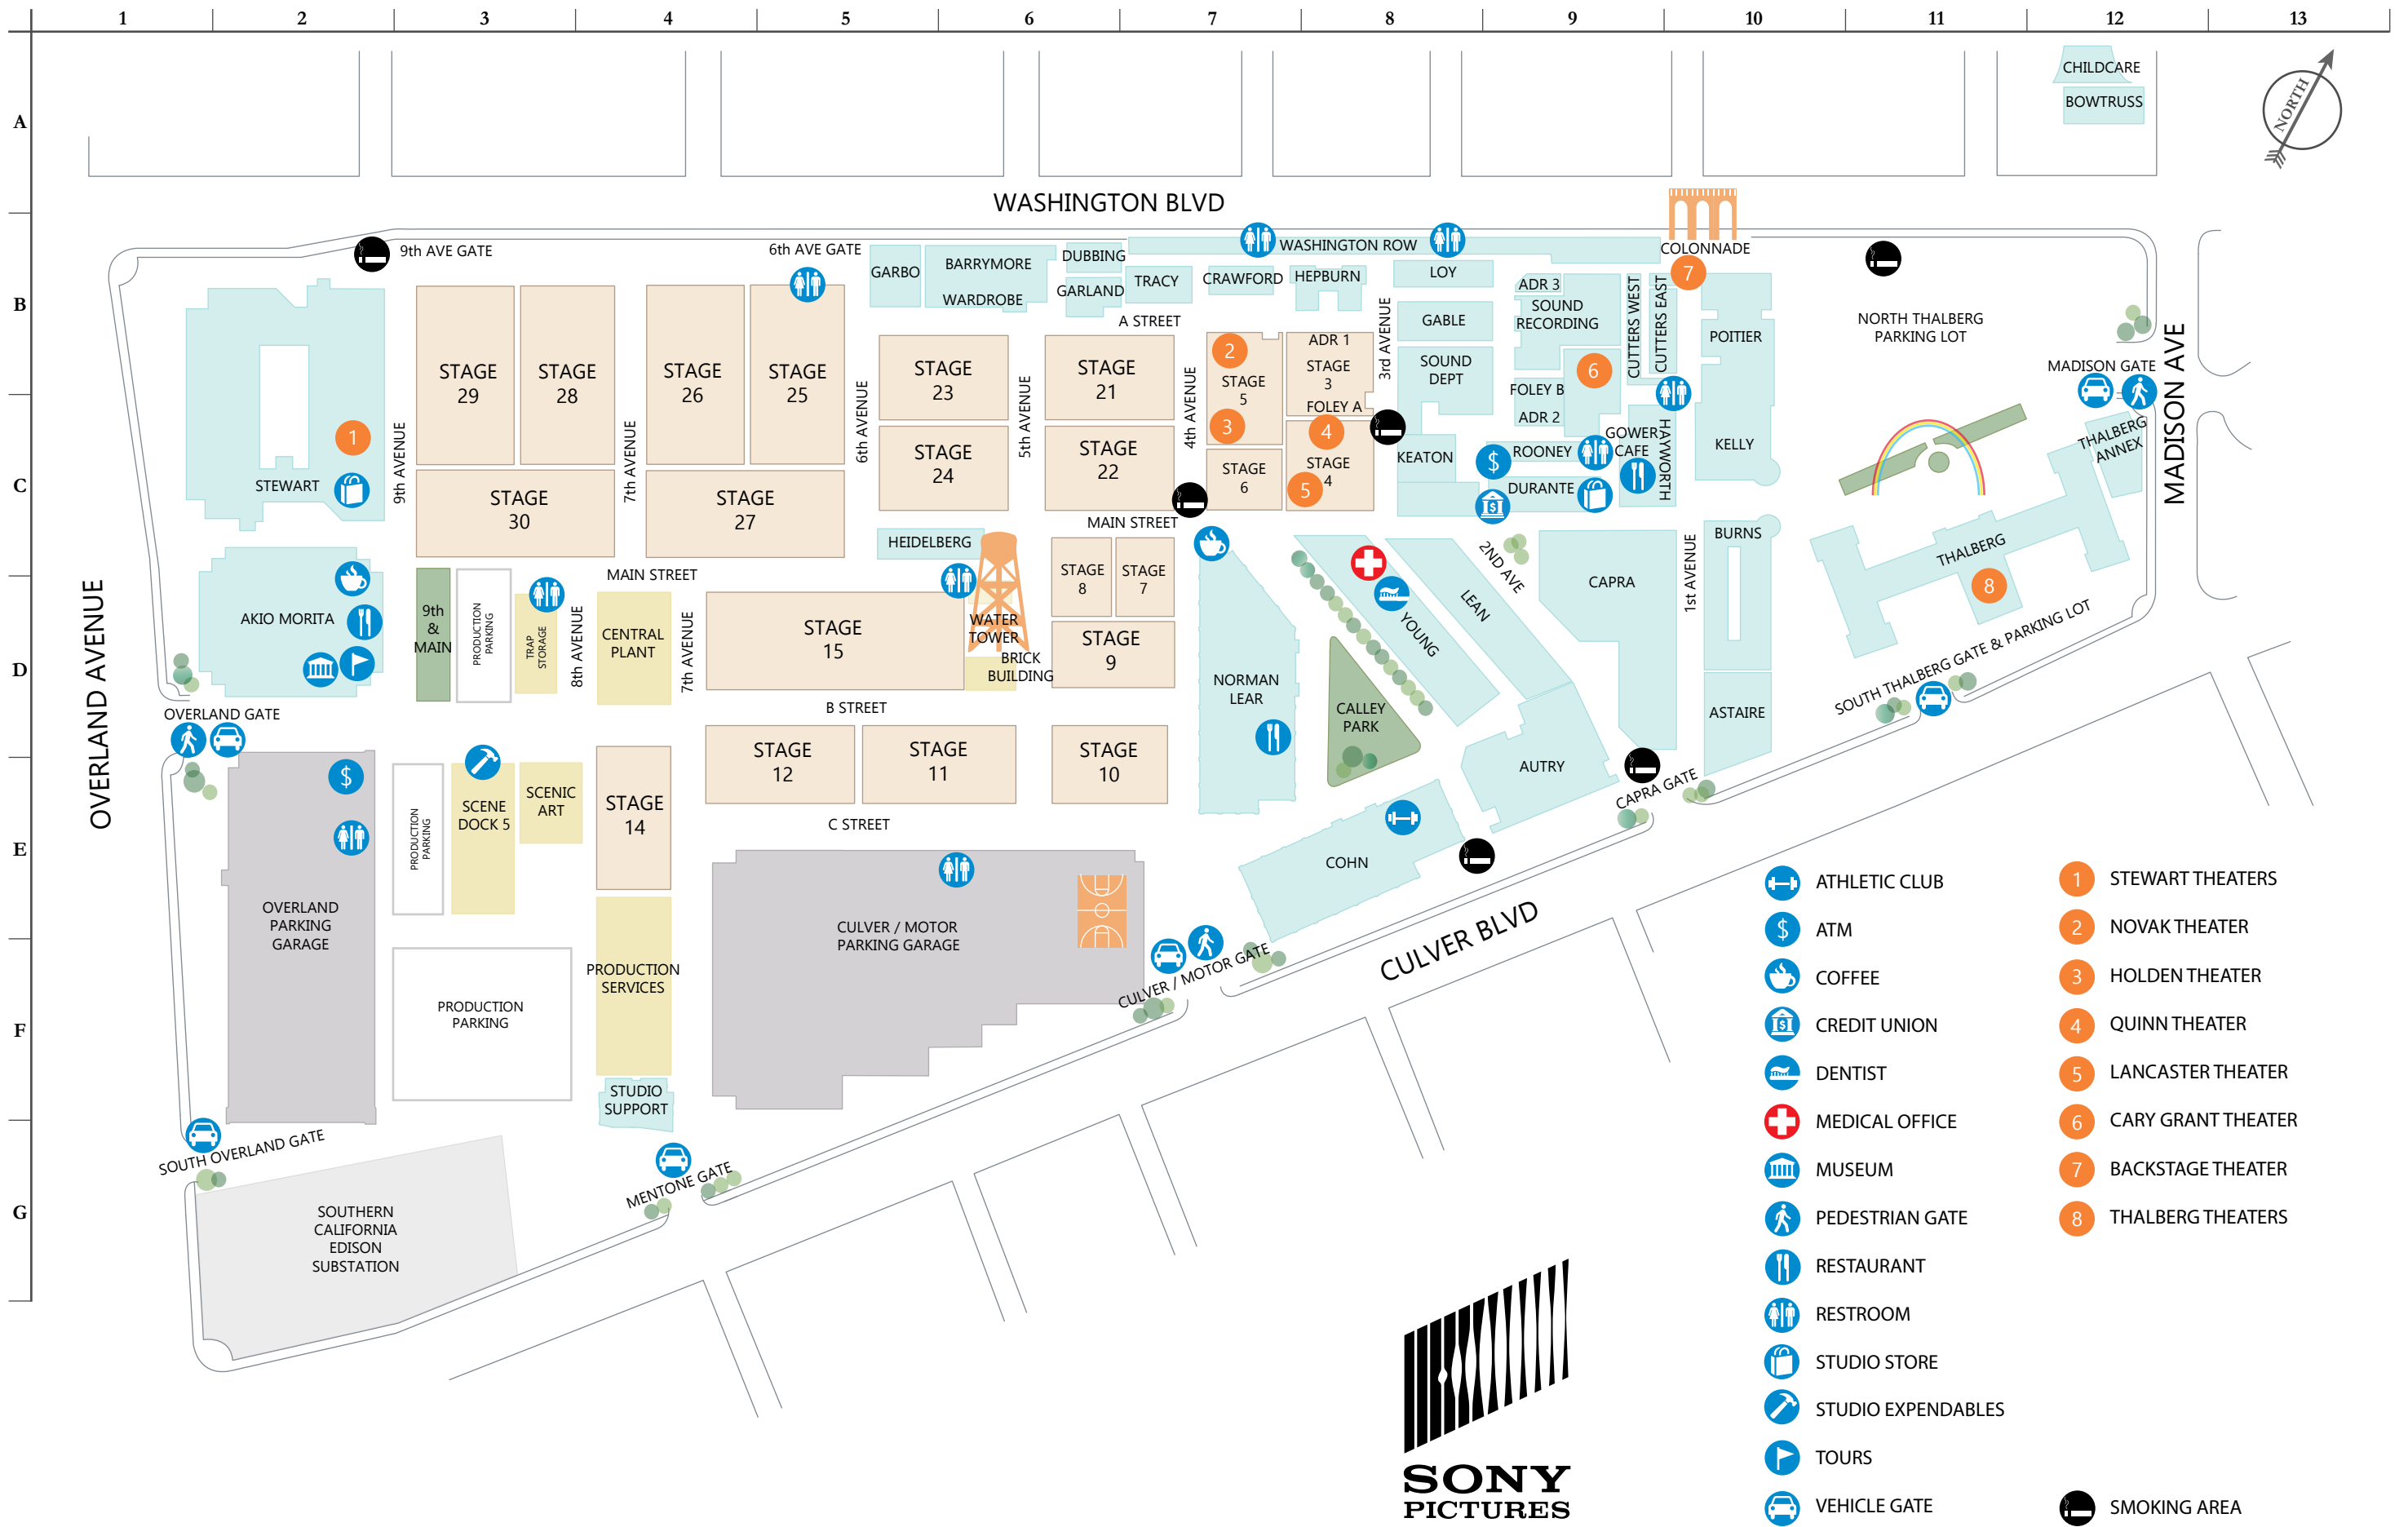 1 2 3 4 5 6 7 8 9 10 11 12 13
A
B
C
D
E
F
G
CHILDCARE
BOWTRUSS
NORTH
WASHINGTON BLVD
9th AVE GATE
6th AVE GATE
GARBO
BARRYMORE
WARDROBE
DUBBING
GARLAND
WASHINGTON ROW
TRACY
CRAWFORD
HEPBURN
LOY
COLONNADE
7
A STREET
GABLE
3rd AVENUE
ADR 3
SOUND
RECORDING
CUTTERS WEST
CUTTERS EAST
POITIER
NORTH THALBERG
PARKING LOT
MADISON GATE
MADISON AVE
STAGE
29
STAGE
28
STAGE
26
STAGE
25
STAGE
23
STAGE
21
2
STAGE
5
3
ADR 1
STAGE
3
FOLEY A
SOUND
DEPT
6
FOLEY B
ADR 2
1
STEWART
9th AVENUE
7th AVENUE
6th AVENUE
5th AVENUE
4th AVENUE
STAGE
30
STAGE
27
STAGE
24
STAGE
22
STAGE
6
4
STAGE
4
5
KEATON
$
ROONEY
GOWER
CAFE
HAYWORTH
DURANTE
$
KELLY
THALBERG
ANNEX
MAIN STREET
HEIDELBERG
STAGE
8
STAGE
7
2ND AVE
CAPRA
1st AVENUE
BURNS
THALBERG
8
OVERLAND AVENUE
AKIO MORITA
MAIN STREET
9th
&
MAIN
PRODUCTION
PARKING
TRAP
STORAGE
8th AVENUE
CENTRAL
PLANT
7th AVENUE
STAGE
15
WATER
TOWER
BRICK
BUILDING
STAGE
9
NORMAN
LEAR
CALLEY
PARK
YOUNG
LEAN
ASTAIRE
SOUTH THALBERG GATE & PARKING LOT
OVERLAND GATE
B STREET
STAGE
12
STAGE
11
STAGE
10
AUTRY
CAPRA GATE
$
PRODUCTION
PARKING
SCENE
DOCK 5
SCENIC
ART
STAGE
14
C STREET
COHN
CULVER BLVD
OVERLAND
PARKING
GARAGE
CULVER / MOTOR
PARKING GARAGE
CULVER / MOTOR GATE
PRODUCTION
PARKING
PRODUCTION
SERVICES
STUDIO
SUPPORT
SOUTH OVERLAND GATE
MENTONE GATE
SOUTHERN
CALIFORNIA
EDISON
SUBSTATION
ATHLETIC CLUB
$ ATM
COFFEE
$ CREDIT UNION
DENTIST
MEDICAL OFFICE
MUSEUM
PEDESTRIAN GATE
RESTAURANT
RESTROOM
STUDIO STORE
STUDIO EXPENDABLES
TOURS
VEHICLE GATE
1 STEWART THEATERS
2 NOVAK THEATER
3 HOLDEN THEATER
4 QUINN THEATER
5 LANCASTER THEATER
6 CARY GRANT THEATER
7 BACKSTAGE THEATER
8 THALBERG THEATERS
SMOKING AREA
SONY
PICTURES